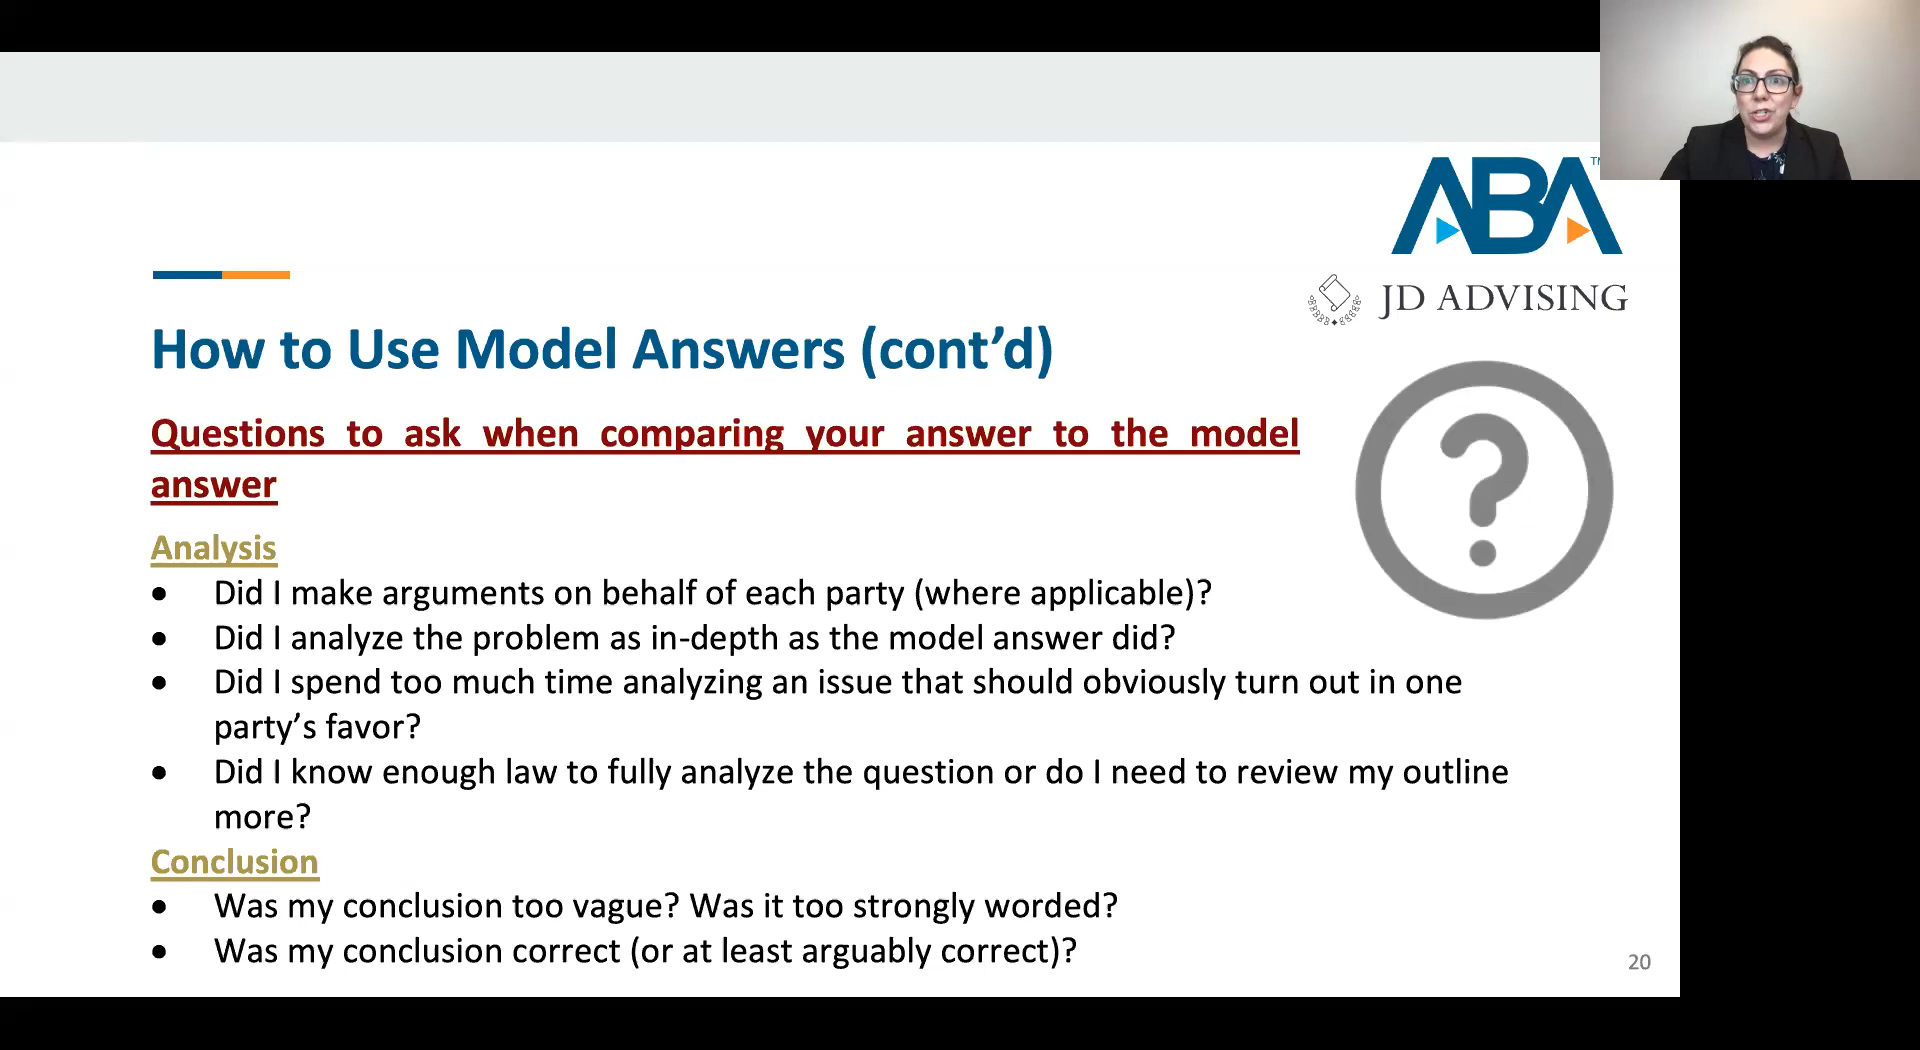 ABA
TM
JD ADVISING
How to Use Model Answers (cont’d)
Questions to ask when comparing your answer to the model
answer
Analysis
• Did I make arguments on behalf of each party (where applicable)?
• Did I analyze the problem as in-depth as the model answer did?
• Did I spend too much time analyzing an issue that should obviously turn out in one
party’s favor?
• Did I know enough law to fully analyze the question or do I need to review my outline
more?
Conclusion
• Was my conclusion too vague? Was it too strongly worded?
• Was my conclusion correct (or at least arguably correct)?
20